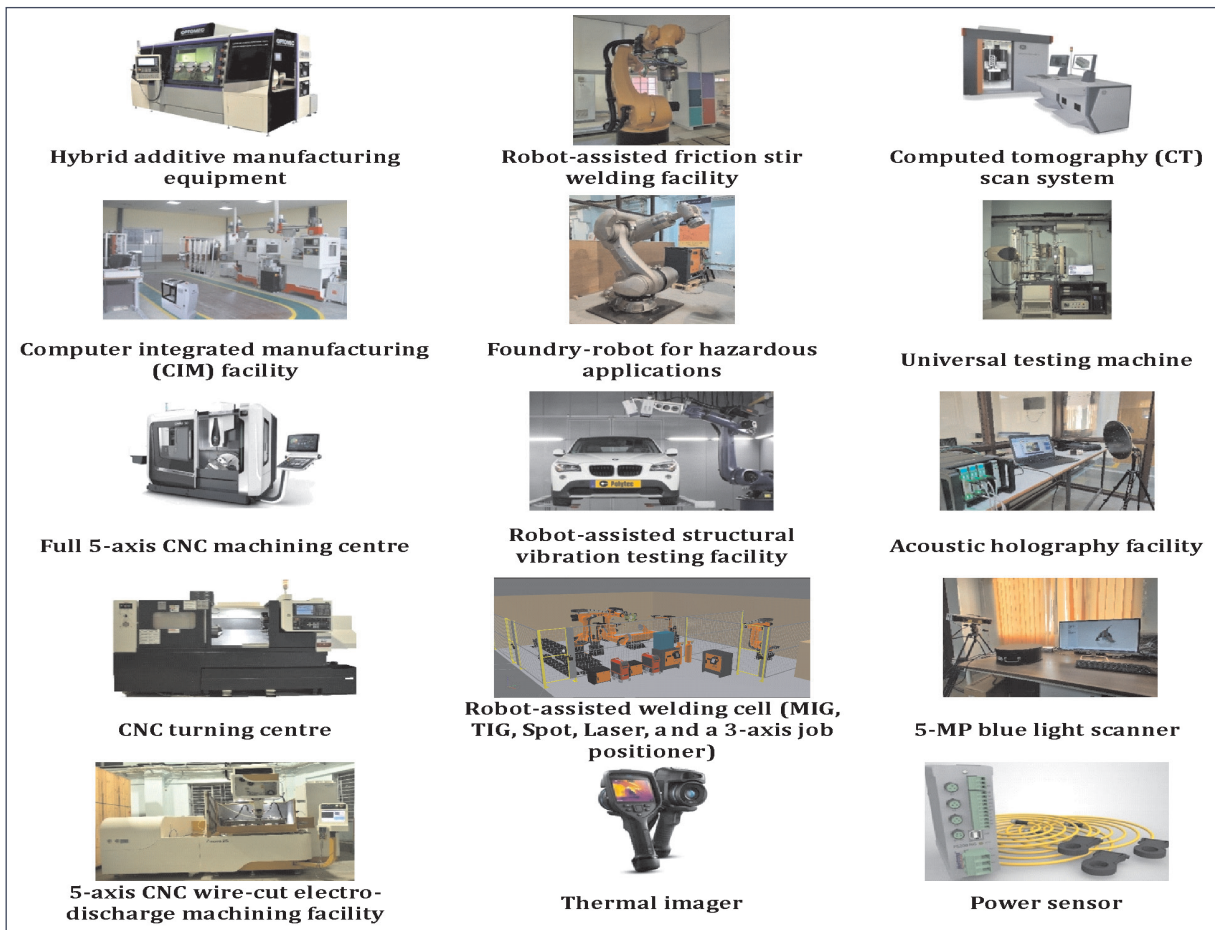 OPTOMEC
OPTOMEC
Hybrid additive manufacturing
equipment
Robot-assisted friction stir
welding facility
Computed tomography (CT)
scan system
Computer integrated manufacturing
(CIM) facility
Foundry-robot for hazardous
applications
Universal testing machine
Polytec
Full 5-axis CNC machining centre
Robot-assisted structural
vibration testing facility
Acoustic holography facility
CNC turning centre
Robot-assisted welding cell (MIG,
TIG, Spot, Laser, and a 3-axis job
positioner)
5-MP blue light scanner
5-axis CNC wire-cut electro-
discharge machining facility
Thermal imager
Power sensor